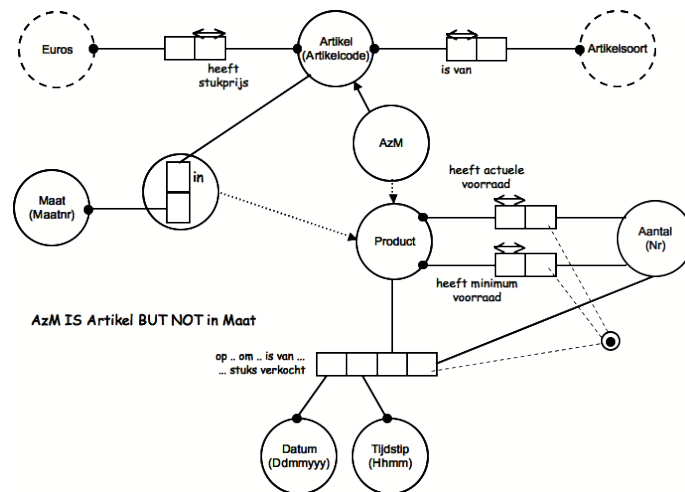 Euros
heeft
stukprijs
Artikel
(Artikelcode)
is van
Artikelsoort
AzM
in
Maat
(Maatnr)
heeft actuele
voorraad
Product
Aantal
(Nr)
heeft minimum
voorraad
AzM IS Artikel BUT NOT in Maat
op .. om .. is van ...
... stuks verkocht
Datum
(Ddmmyyy)
Tijdstip
(Hhmm)